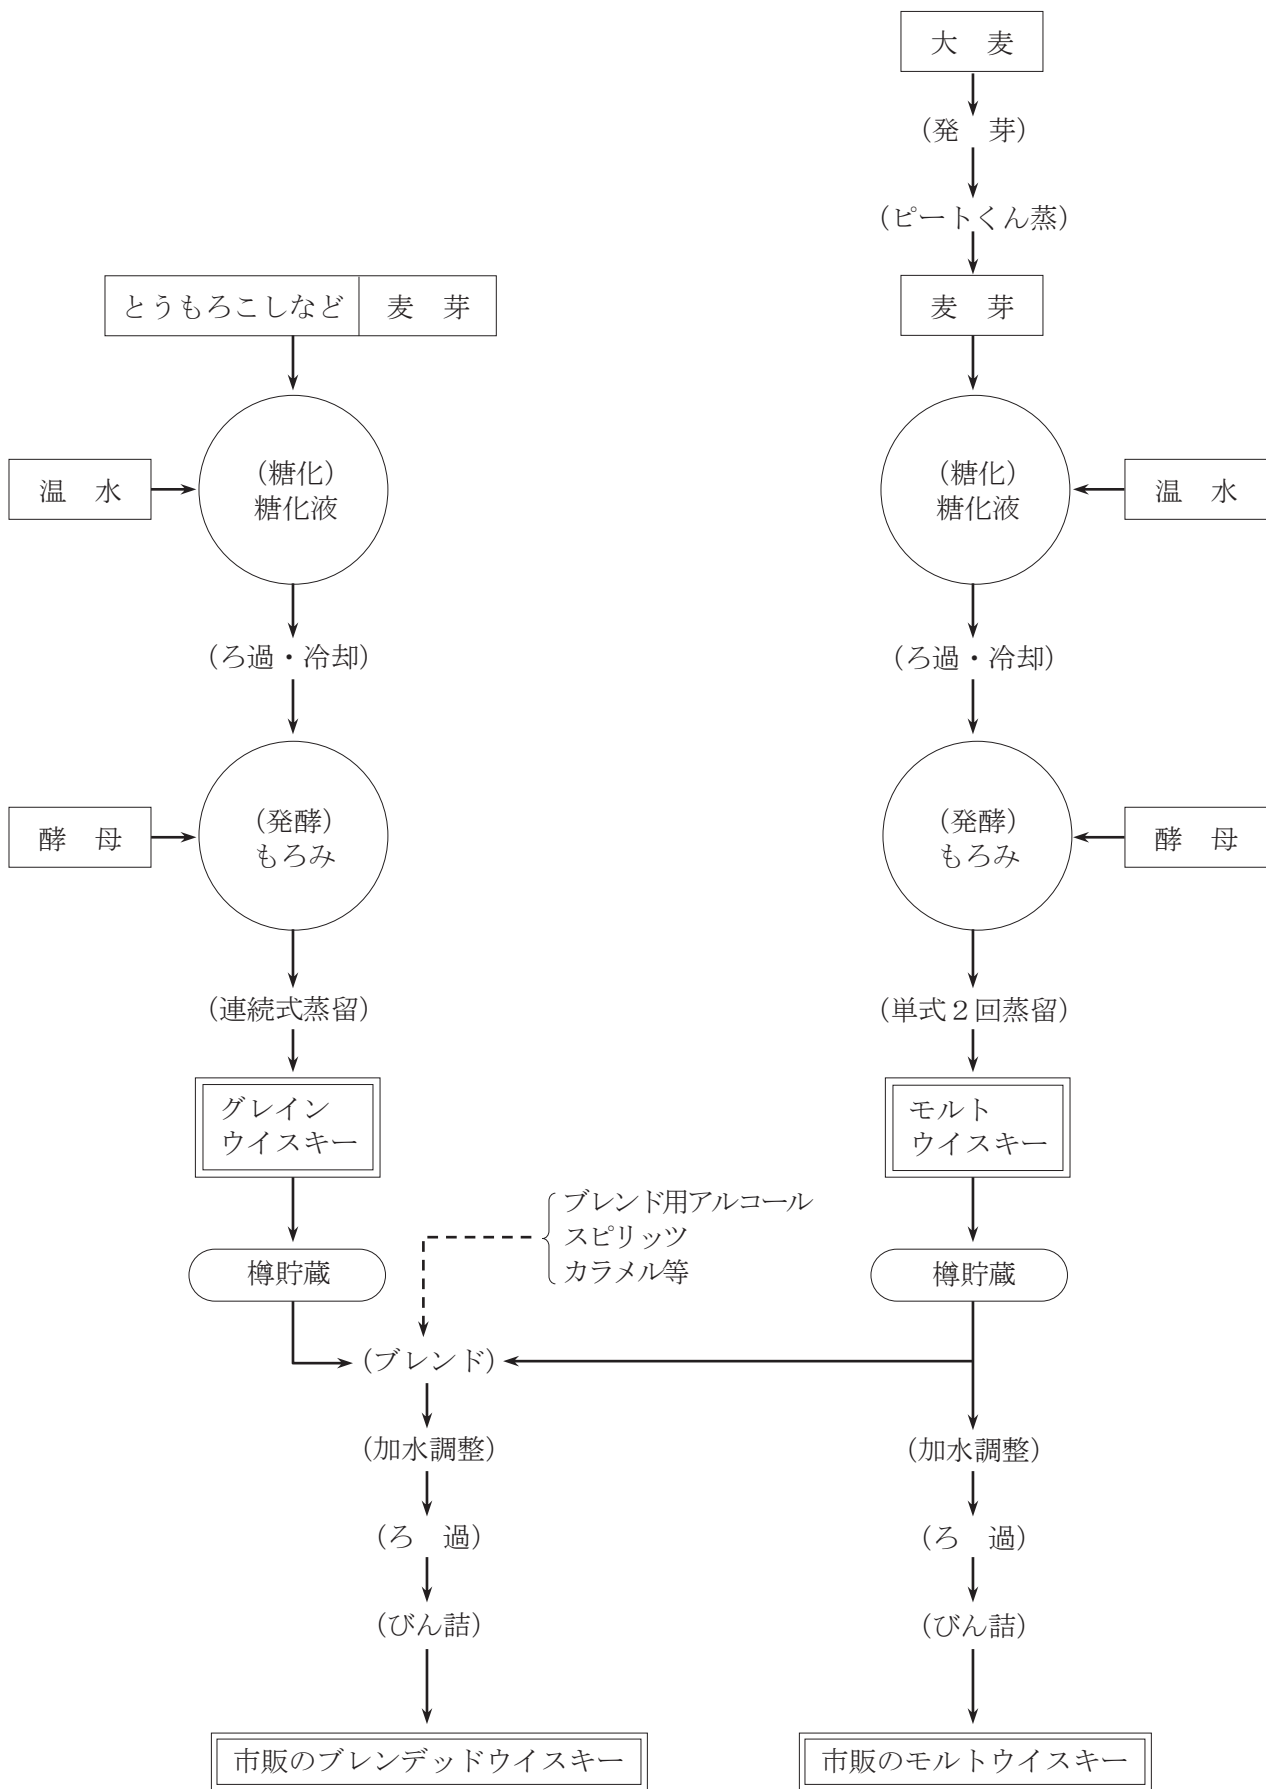 大　麦
（発　芽）
（ピートくん蒸）
とうもろこしなど　麦　芽
麦　芽
温　水
（糖化）
糖化液
（糖化）
糖化液
温　水
（ろ過・冷却）
（ろ過・冷却）
酵　母
（発酵）
もろみ
（発酵）
もろみ
酵　母
（連続式蒸留）
（単式２回蒸留）
グレイン
ウイスキー
モルト
ウイスキー
ブレンド用アルコール
スピリッツ
カラメル等
樽貯蔵
樽貯蔵
（ブレンド）
（加水調整）
（加水調整）
（ろ　過）
（ろ　過）
（びん詰）
（びん詰）
市販のブレンデッドウイスキー
市販のモルトウイスキー